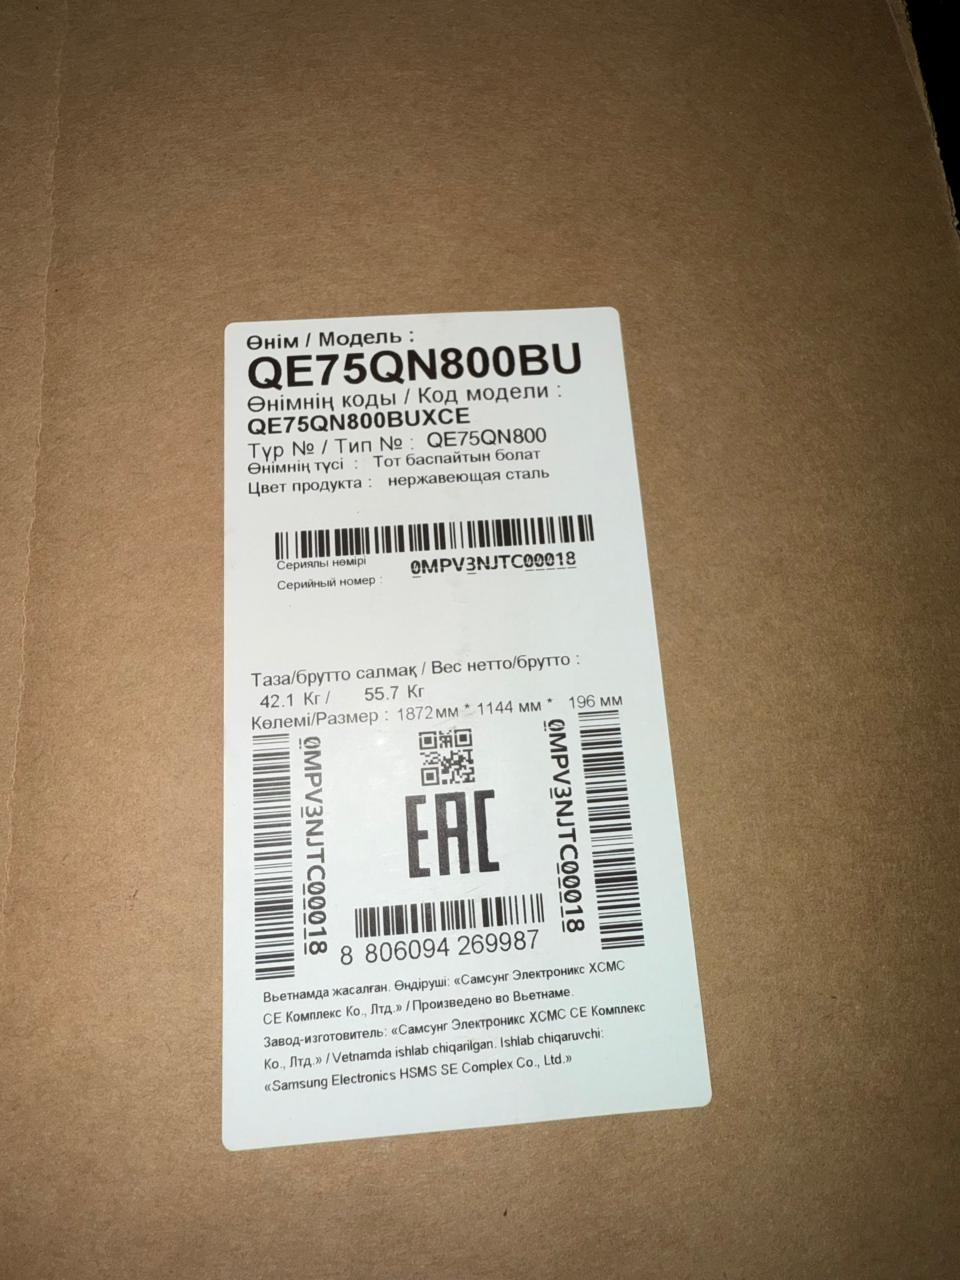 Өнім / Модель :
QE75QN800BU
Өнімнің коды / Код модели :
QE75QN800BUXCE
Түр № / Тип № : QE75QN800
Өнімнің түсі : Тот баспайтын болат
Цвет продукта : нержавеющая сталь
Сериялы нөмірі
Серийный номер : 0MPV3NJTC00018
Таза/брутто салмақ / Вес нетто/брутто :
42.1 Кг / 55.7 Кг
Көлемі/Размер : 1872мм * 1144 мм * 196 мм
0MPV3NJTC00018
0MPV3NJTC00018
EAC
8 806094 269987
Вьетнамда жасалған. Өндіруші: «Самсунг Электроникс ХСМС
СЕ Комплекс Ко., Лтд.» / Произведено во Вьетнаме.
Завод-изготовитель: «Самсунг Электроникс ХСМС СЕ Комплекс
Ко., Лтд.» / Vetnamda ishlab chiqarilgan. Ishlab chiqaruvchi:
«Samsung Electronics HSMS SE Complex Co., Ltd.»